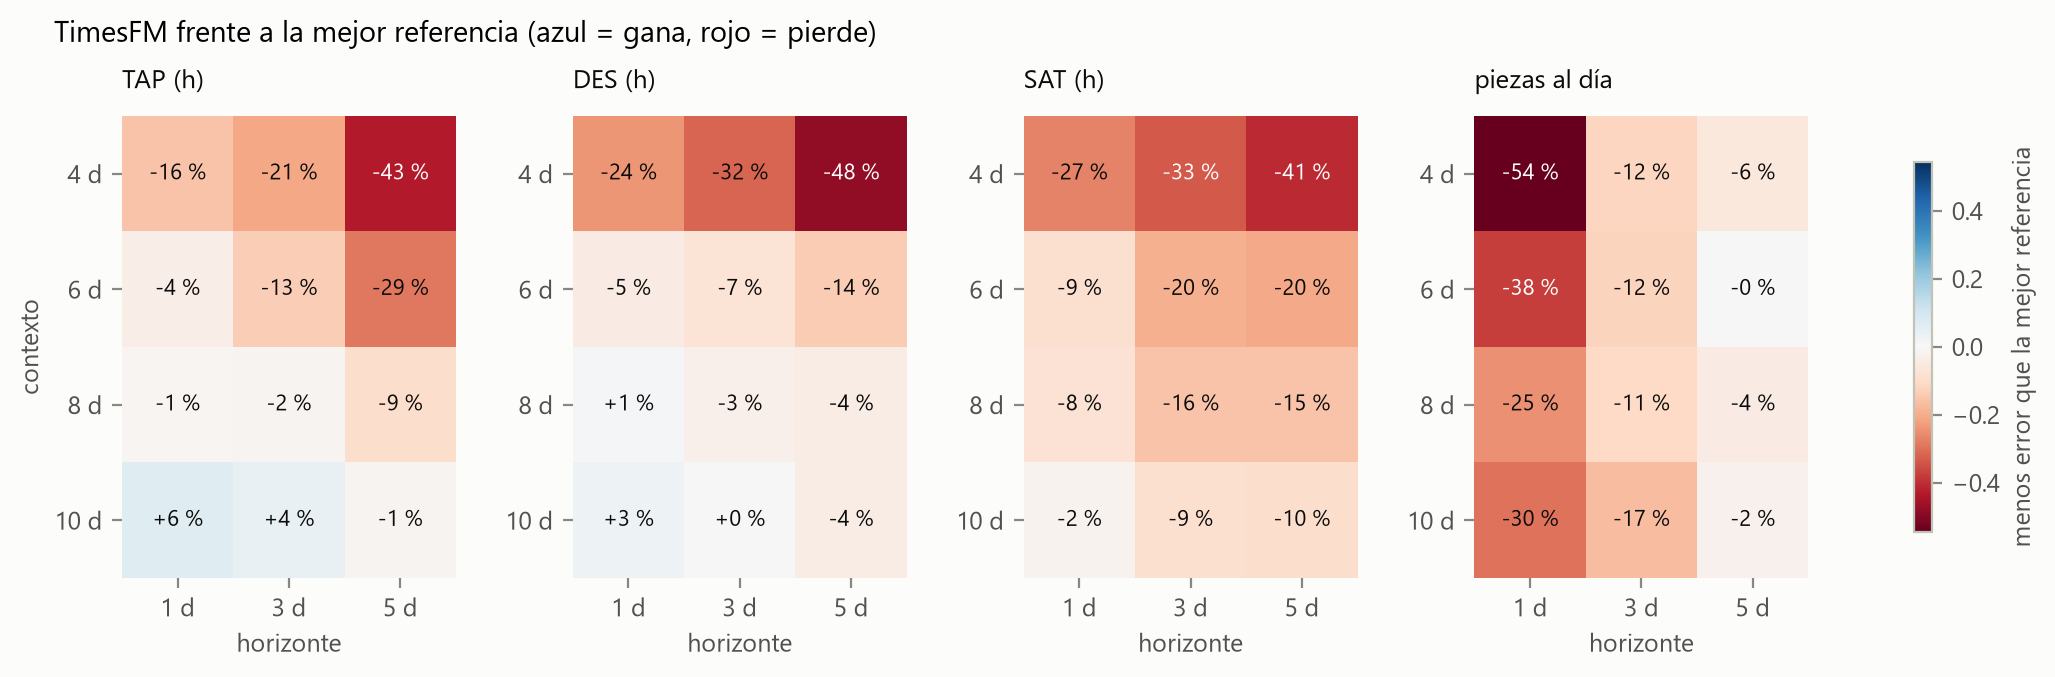 TimesFM frente a la mejor referencia (azul = gana, rojo = pierde)
TAP (h)
contexto
4 d
-16 % -21 % -43 %
6 d
-4 % -13 % -29 %
8 d
-1 % -2 % -9 %
10 d
+6 % +4 % -1 %
1 d 3 d 5 d
horizonte
DES (h)
4 d
-24 % -32 % -48 %
6 d
-5 % -7 % -14 %
8 d
+1 % -3 % -4 %
10 d
+3 % +0 % -4 %
1 d 3 d 5 d
horizonte
SAT (h)
4 d
-27 % -33 % -41 %
6 d
-9 % -20 % -20 %
8 d
-8 % -16 % -15 %
10 d
-2 % -9 % -10 %
1 d 3 d 5 d
horizonte
piezas al día
4 d
-54 % -12 % -6 %
6 d
-38 % -12 % -0 %
8 d
-25 % -11 % -4 %
10 d
-30 % -17 % -2 %
1 d 3 d 5 d
horizonte
0.4
0.2
0.0
−0.2
−0.4
menos error que la mejor referencia